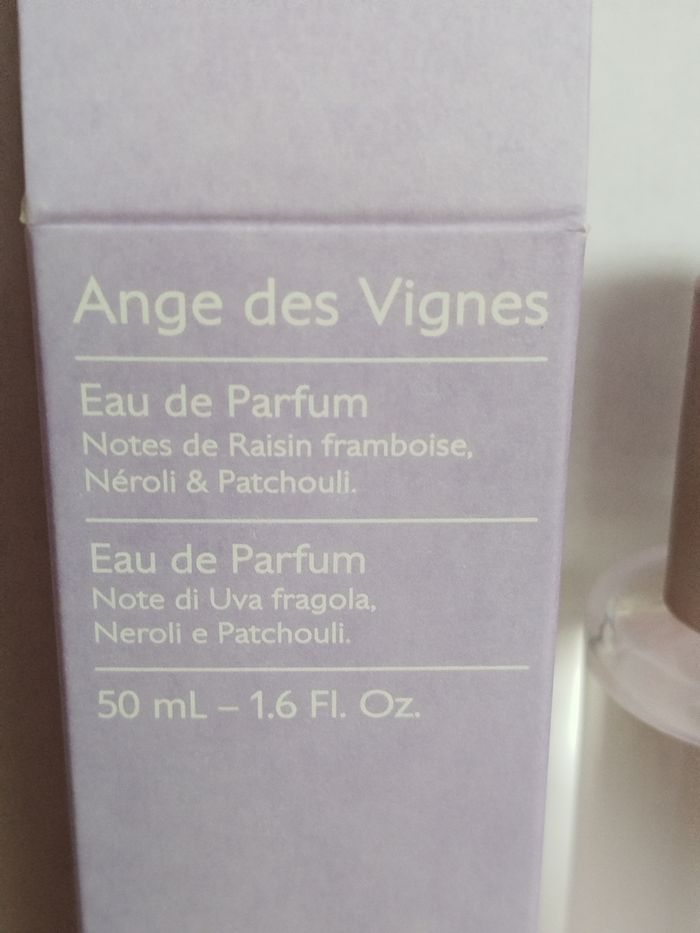 Ange des Vignes
Eau de Parfum
Notes de Raisin framboise,
Néroli & Patchouli.
Eau de Parfum
Note di Uva fragola,
Neroli e Patchouli.
50 mL – 1.6 Fl. Oz.